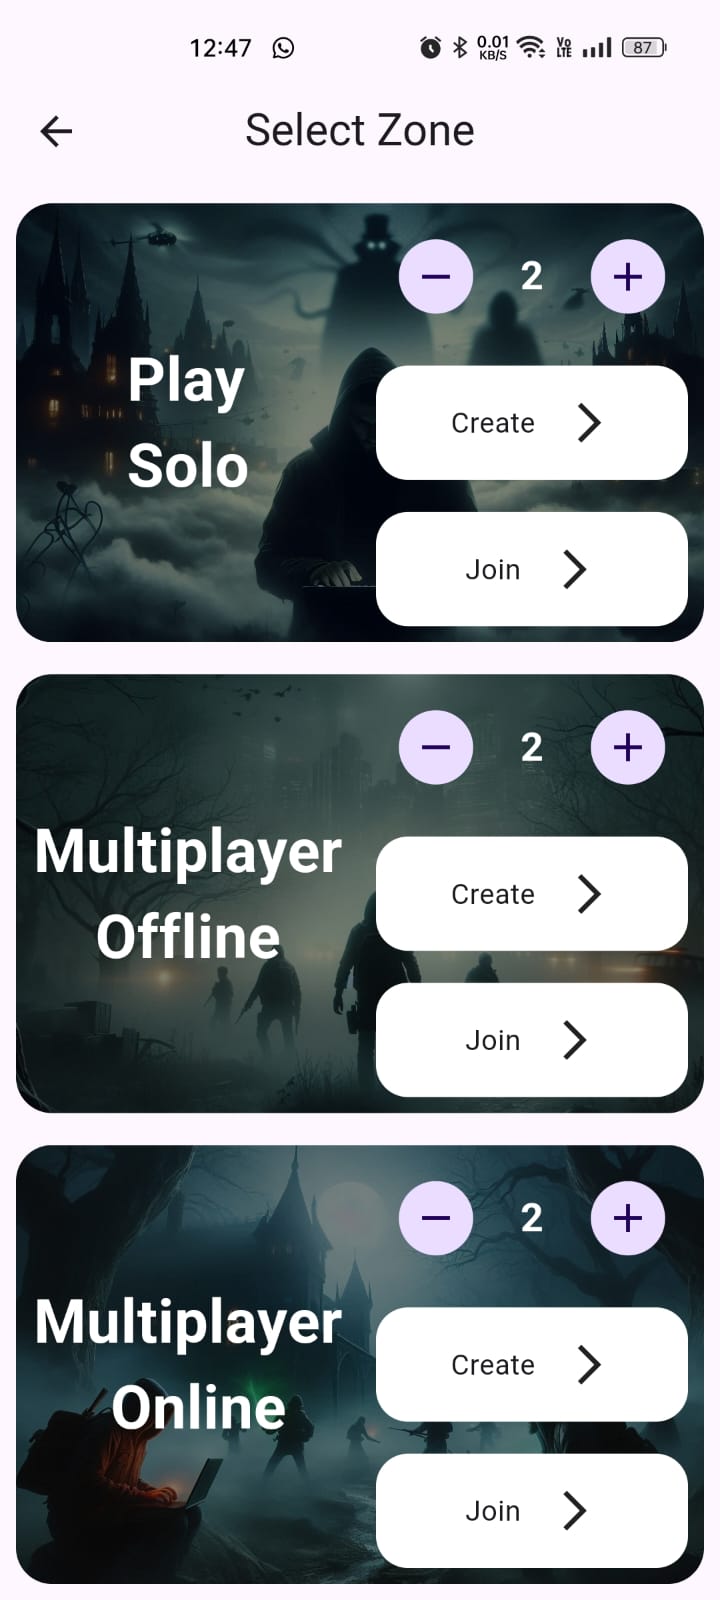 12:47 0.01 KB/S Vo LTE 87
Select Zone
2
Play
Solo
Create
Join
2
Multiplayer
Offline
Create
Join
2
Multiplayer
Online
Create
Join